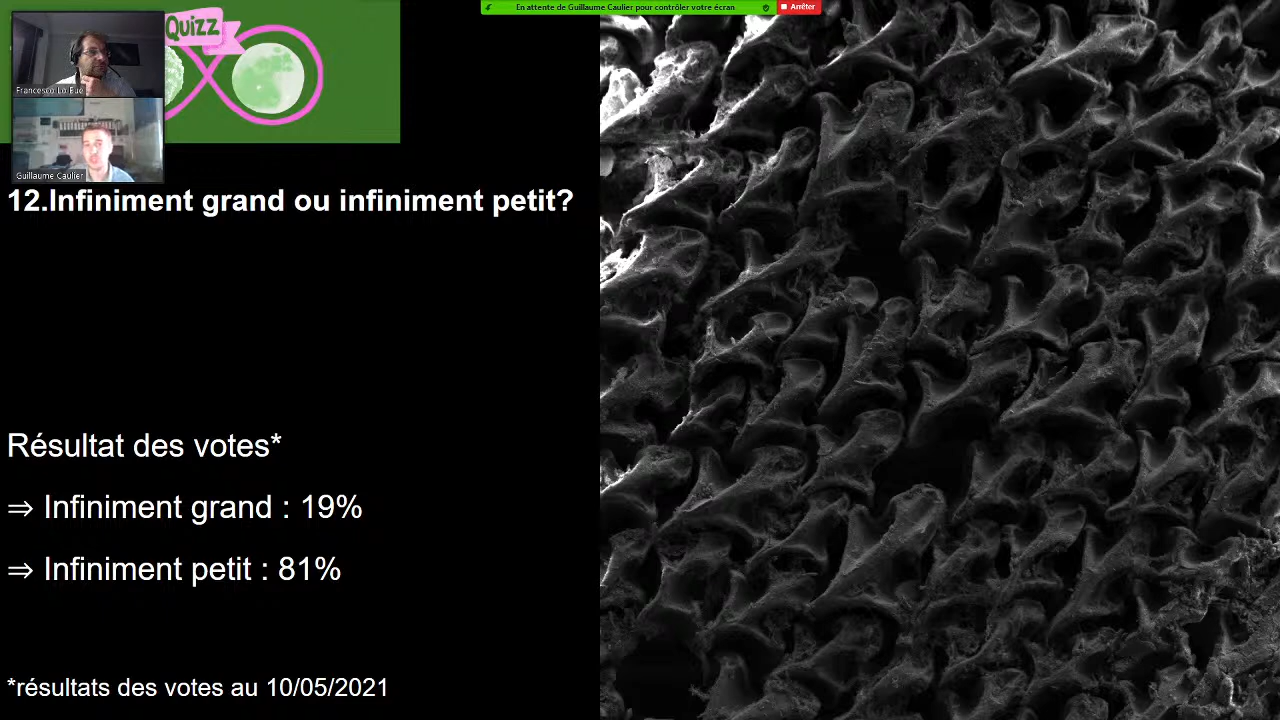 En attente de Guillaume Caulier pour contrôler votre écran
Arrêter
Quizz
Francesco Lo Bue
Guillaume Caulier
12.Infiniment grand ou infiniment petit?
Résultat des votes*
⇒ Infiniment grand : 19%
⇒ Infiniment petit : 81%
*résultats des votes au 10/05/2021